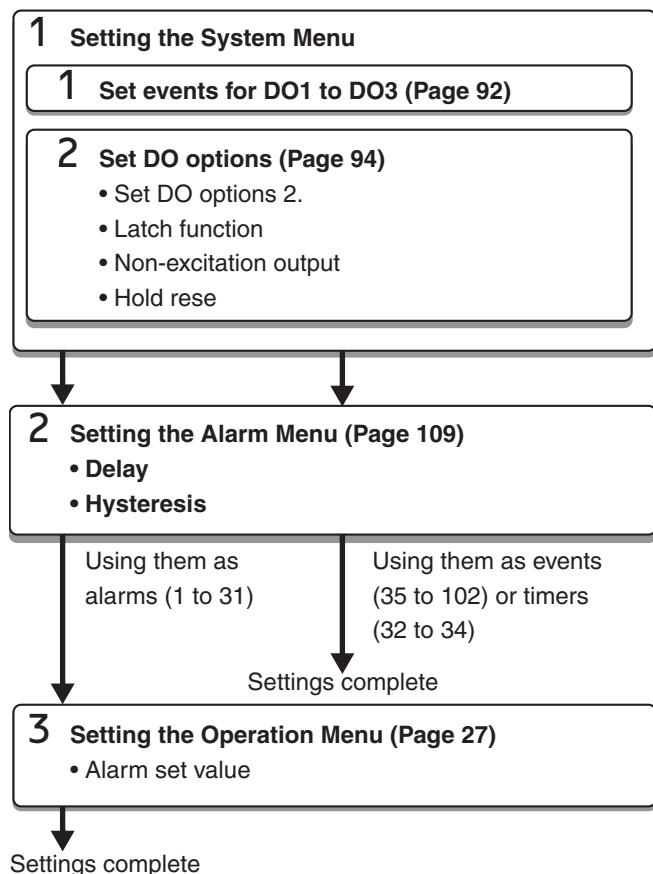 1 Setting the System Menu
1 Set events for DO1 to DO3 (Page 92)
2 Set DO options (Page 94)
• Set DO options 2.
• Latch function
• Non-excitation output
• Hold rese
2 Setting the Alarm Menu (Page 109)
• Delay
• Hysteresis
Using them as
alarms (1 to 31)
Using them as events
(35 to 102) or timers
(32 to 34)
Settings complete
3 Setting the Operation Menu (Page 27)
• Alarm set value
Settings complete